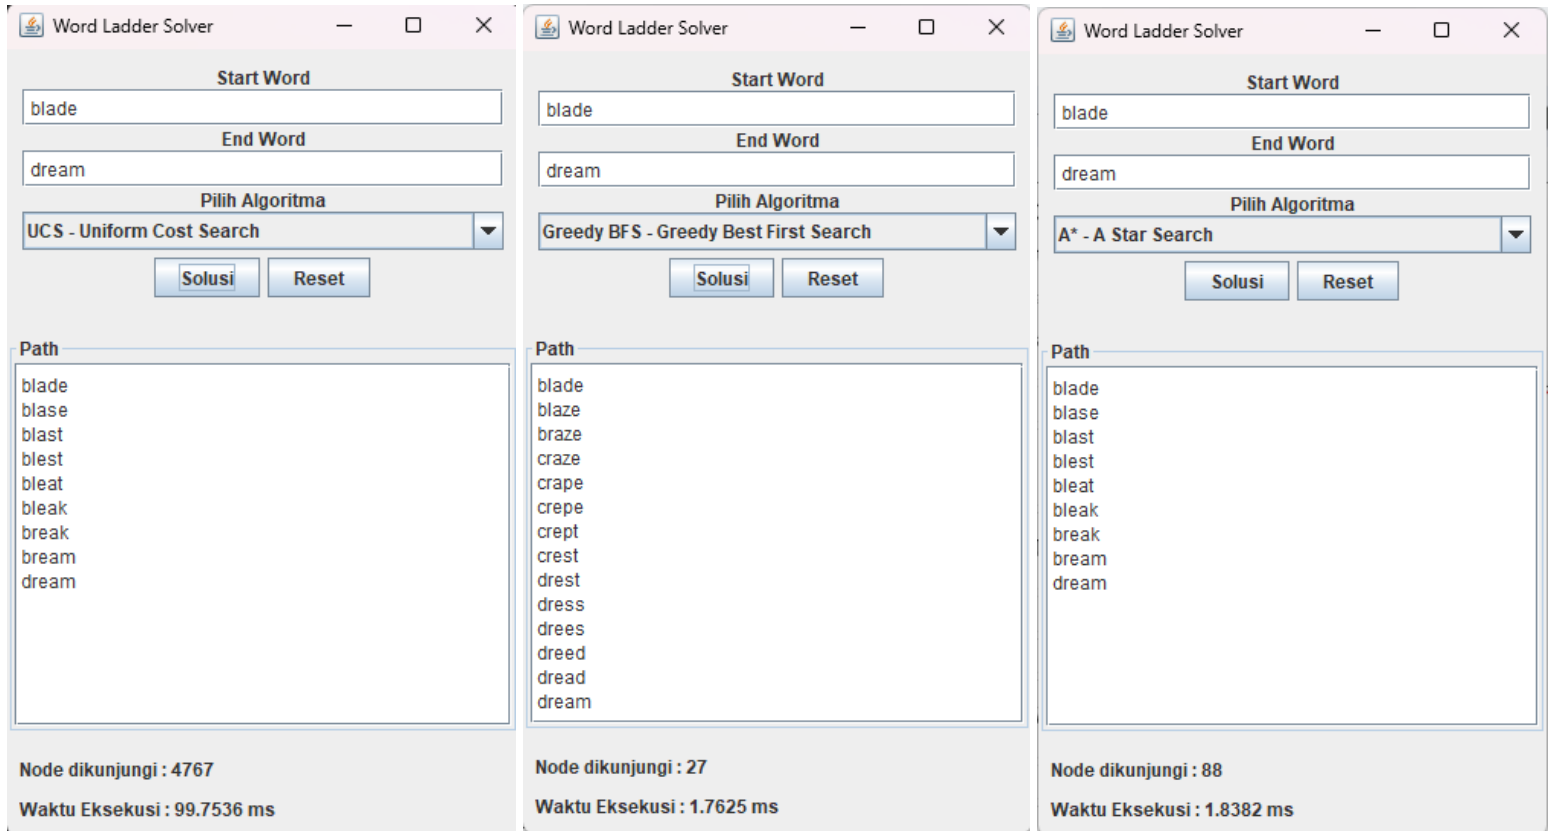 Word Ladder Solver
Start Word
blade
End Word
dream
Pilih Algoritma
UCS - Uniform Cost Search
Solusi Reset
Path
blade
blase
blast
blest
bleat
bleak
break
bream
dream
Node dikunjungi : 4767
Waktu Eksekusi : 99.7536 ms
Word Ladder Solver
Start Word
blade
End Word
dream
Pilih Algoritma
Greedy BFS - Greedy Best First Search
Solusi Reset
Path
blade
blaze
braze
craze
crape
crepe
crept
crest
drest
dress
drees
dreed
dread
dream
Node dikunjungi : 27
Waktu Eksekusi : 1.7625 ms
Word Ladder Solver
Start Word
blade
End Word
dream
Pilih Algoritma
A* - A Star Search
Solusi Reset
Path
blade
blase
blast
blest
bleat
bleak
break
bream
dream
Node dikunjungi : 88
Waktu Eksekusi : 1.8382 ms